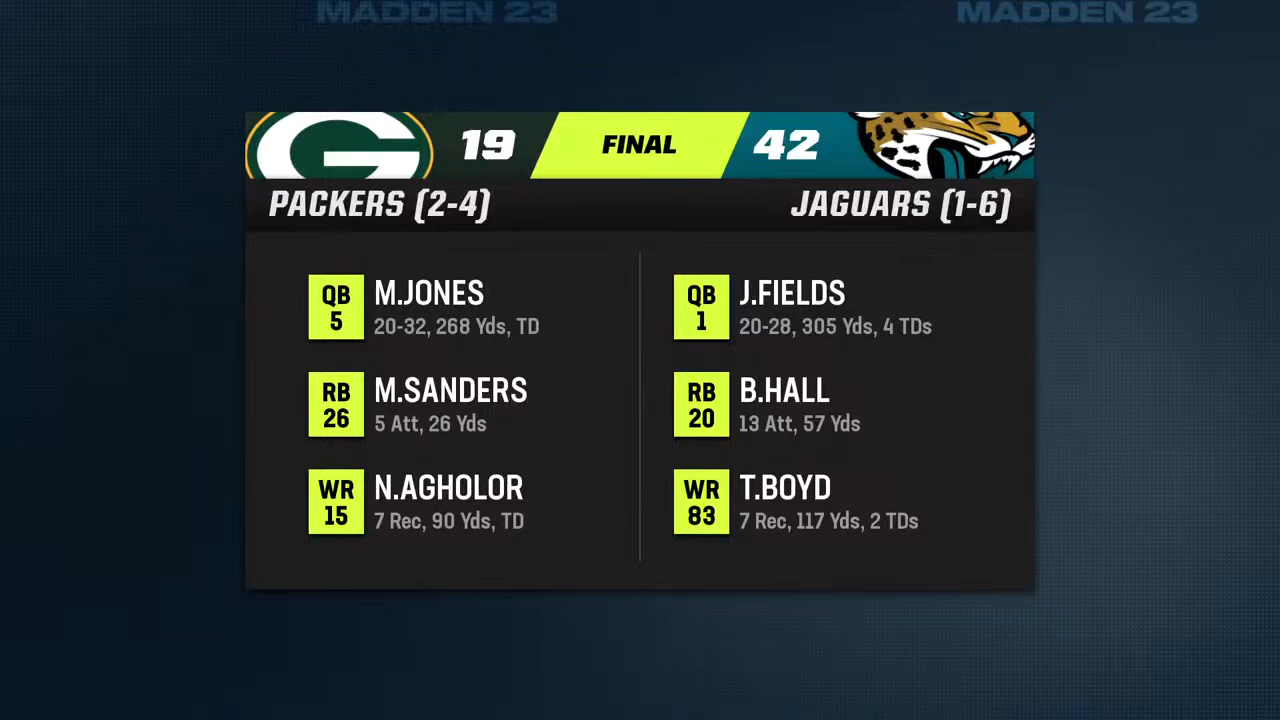 MADDEN 23 MADDEN 23
19 FINAL 42
PACKERS (2-4) JAGUARS (1-6)
QB 5 M.JONES
20-32, 268 Yds, TD
RB 26 M.SANDERS
5 Att, 26 Yds
WR 15 N.AGHOLOR
7 Rec, 90 Yds, TD
QB 1 J.FIELDS
20-28, 305 Yds, 4 TDs
RB 20 B.HALL
13 Att, 57 Yds
WR 83 T.BOYD
7 Rec, 117 Yds, 2 TDs